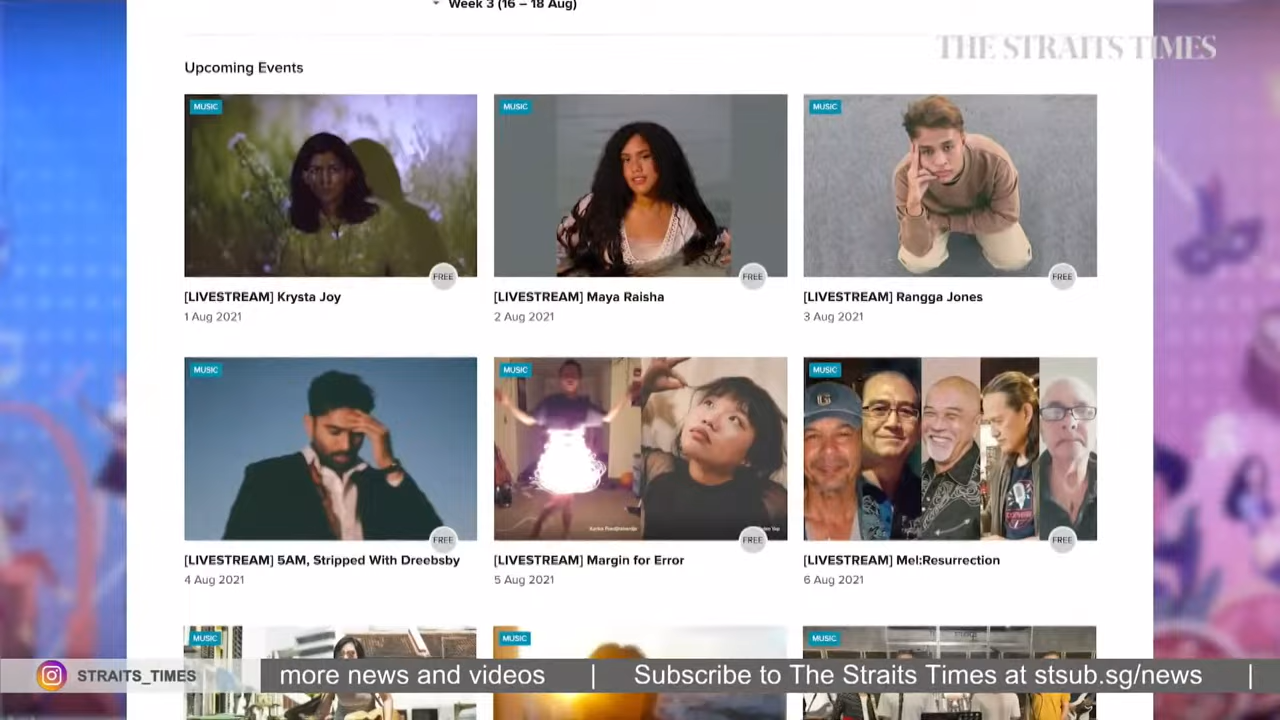 Week 3 (16 – 18 Aug)
THE STRAITS TIMES
Upcoming Events
MUSIC
MUSIC
MUSIC
FREE
FREE
FREE
[LIVESTREAM] Krysta Joy
[LIVESTREAM] Maya Raisha
[LIVESTREAM] Rangga Jones
1 Aug 2021
2 Aug 2021
3 Aug 2021
MUSIC
MUSIC
MUSIC
G
FREE
FREE
FREE
[LIVESTREAM] 5AM, Stripped With Dreebsby
[LIVESTREAM] Margin for Error
[LIVESTREAM] Mel:Resurrection
4 Aug 2021
5 Aug 2021
6 Aug 2021
MUSIC
MUSIC
MUSIC
STRAITS_TIMES
more news and videos | Subscribe to The Straits Times at stsub.sg/news |